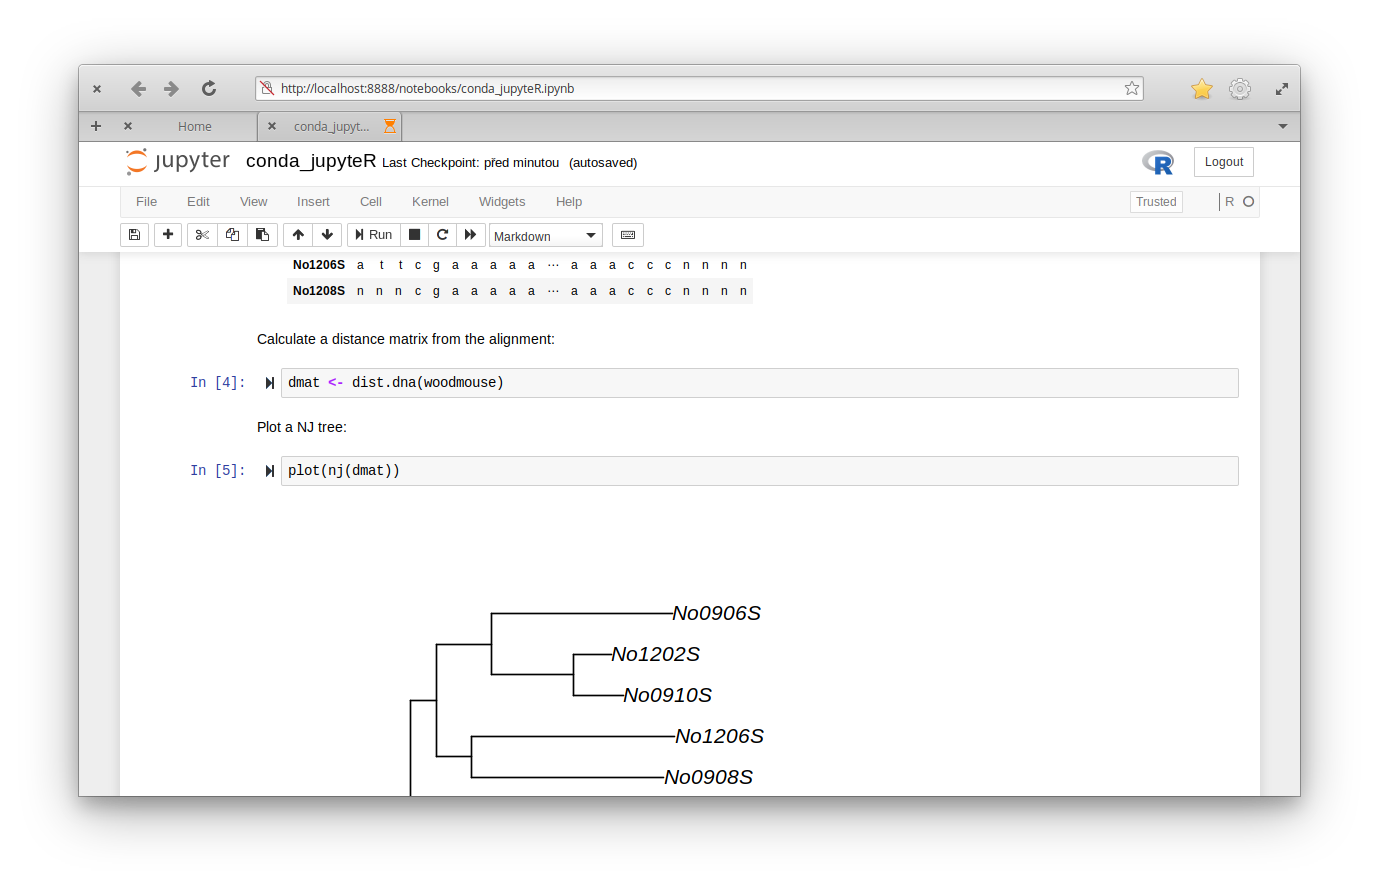 http://localhost:8888/notebooks/conda_jupyteR.ipynb
Home
conda_jupyt...
jupyter conda_jupyteR Last Checkpoint: před minutou (autosaved)
R
Logout
File Edit View Insert Cell Kernel Widgets Help
Trusted
R
Run
Markdown
No1206S a t t c g a a a a a ... a a a c c c n n n n
No1208S n n n c g a a a a a ... a a a c c c n n n n
Calculate a distance matrix from the alignment:
In [4]: dmat <- dist.dna(woodmouse)
Plot a NJ tree:
In [5]: plot(nj(dmat))
No0906S
No1202S
No0910S
No1206S
No0908S